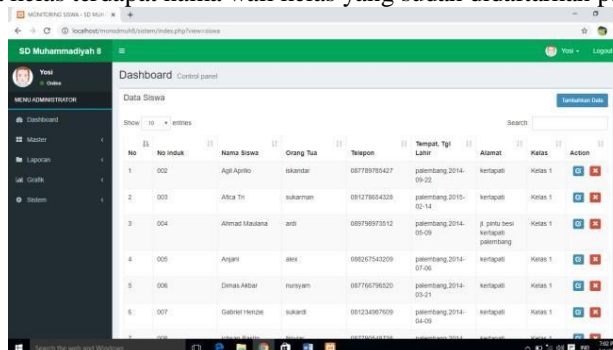 kelas terdapat nama wali kelas yang sudah didaftarkan
MONITORING SISWA - SD MUH
localhost/monsdmuh8/sistem/index.php?view=siswa
SD Muhammadiyah 8
Yosi
Logout
Yosi
Online
MENU ADMINISTRATOR
Dashboard
Master
Laporan
Grafik
Sistem
Dashboard Control panel
Data Siswa
Tambahkan Data
Show 10 entries
Search:
No No Induk Nama Siswa Orang Tua Telepon Tempat, Tgl Lahir Alamat Kelas Action
1 002 Agil Aprilio iskandar 087789785427 palembang,2014-09-22 kertapati Kelas 1
2 003 Afica Tri sukarman 091278654328 palembang,2015-02-14 kertapati Kelas 1
3 004 Ahmad Maulana ardi 089798973512 palembang,2014-05-09 jl. pintu besi kertapati palembang Kelas 1
4 005 Anjani alex 088267543209 palembang,2014-07-06 kertapati Kelas 1
5 006 Dimas Akbar nursyam 087766796520 palembang,2014-03-21 kertapati Kelas 1
6 007 Gabriel Henzie sukardi 081234987609 palembang,2014-04-09 kertapati Kelas 1
7 008
Search the web and Windows